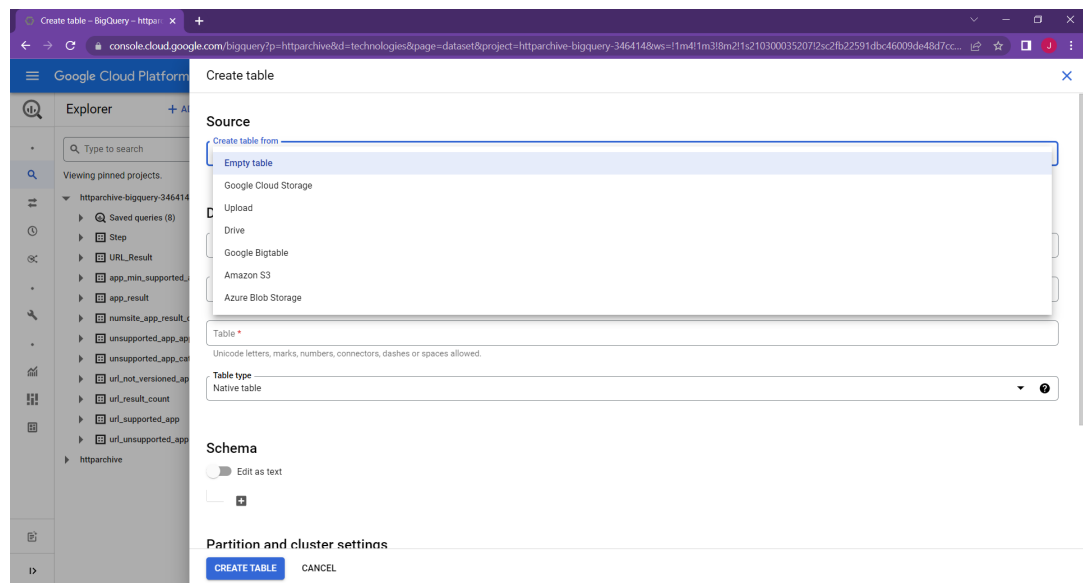 Create table – BigQuery – httparc
console.cloud.google.com/bigquery?p=httparchive&d=technologies&page=dataset&project=httparchive-bigquery-346414&ws=!1m4!1m3!8m2!1s210300035207!2sc2fb22591dbc46009de48d7cc...
J
Google Cloud Platform
Create table
Explorer
+ AD
Type to search
Viewing pinned projects.
httparchive-bigquery-346414
Saved queries (8)
Step
URL_Result
app_min_supported_
app_result
numsite_app_result_c
unsupported_app_ap
unsupported_app_cat
url_not_versioned_ap
url_result_count
url_supported_app
url_unsupported_app
httparchive
Source
Create table from
Empty table
Google Cloud Storage
Upload
Drive
Google Bigtable
Amazon S3
Azure Blob Storage
Table *
Unicode letters, marks, numbers, connectors, dashes or spaces allowed.
Table type
Native table
Schema
Edit as text
Partition and cluster settings
CREATE TABLE CANCEL